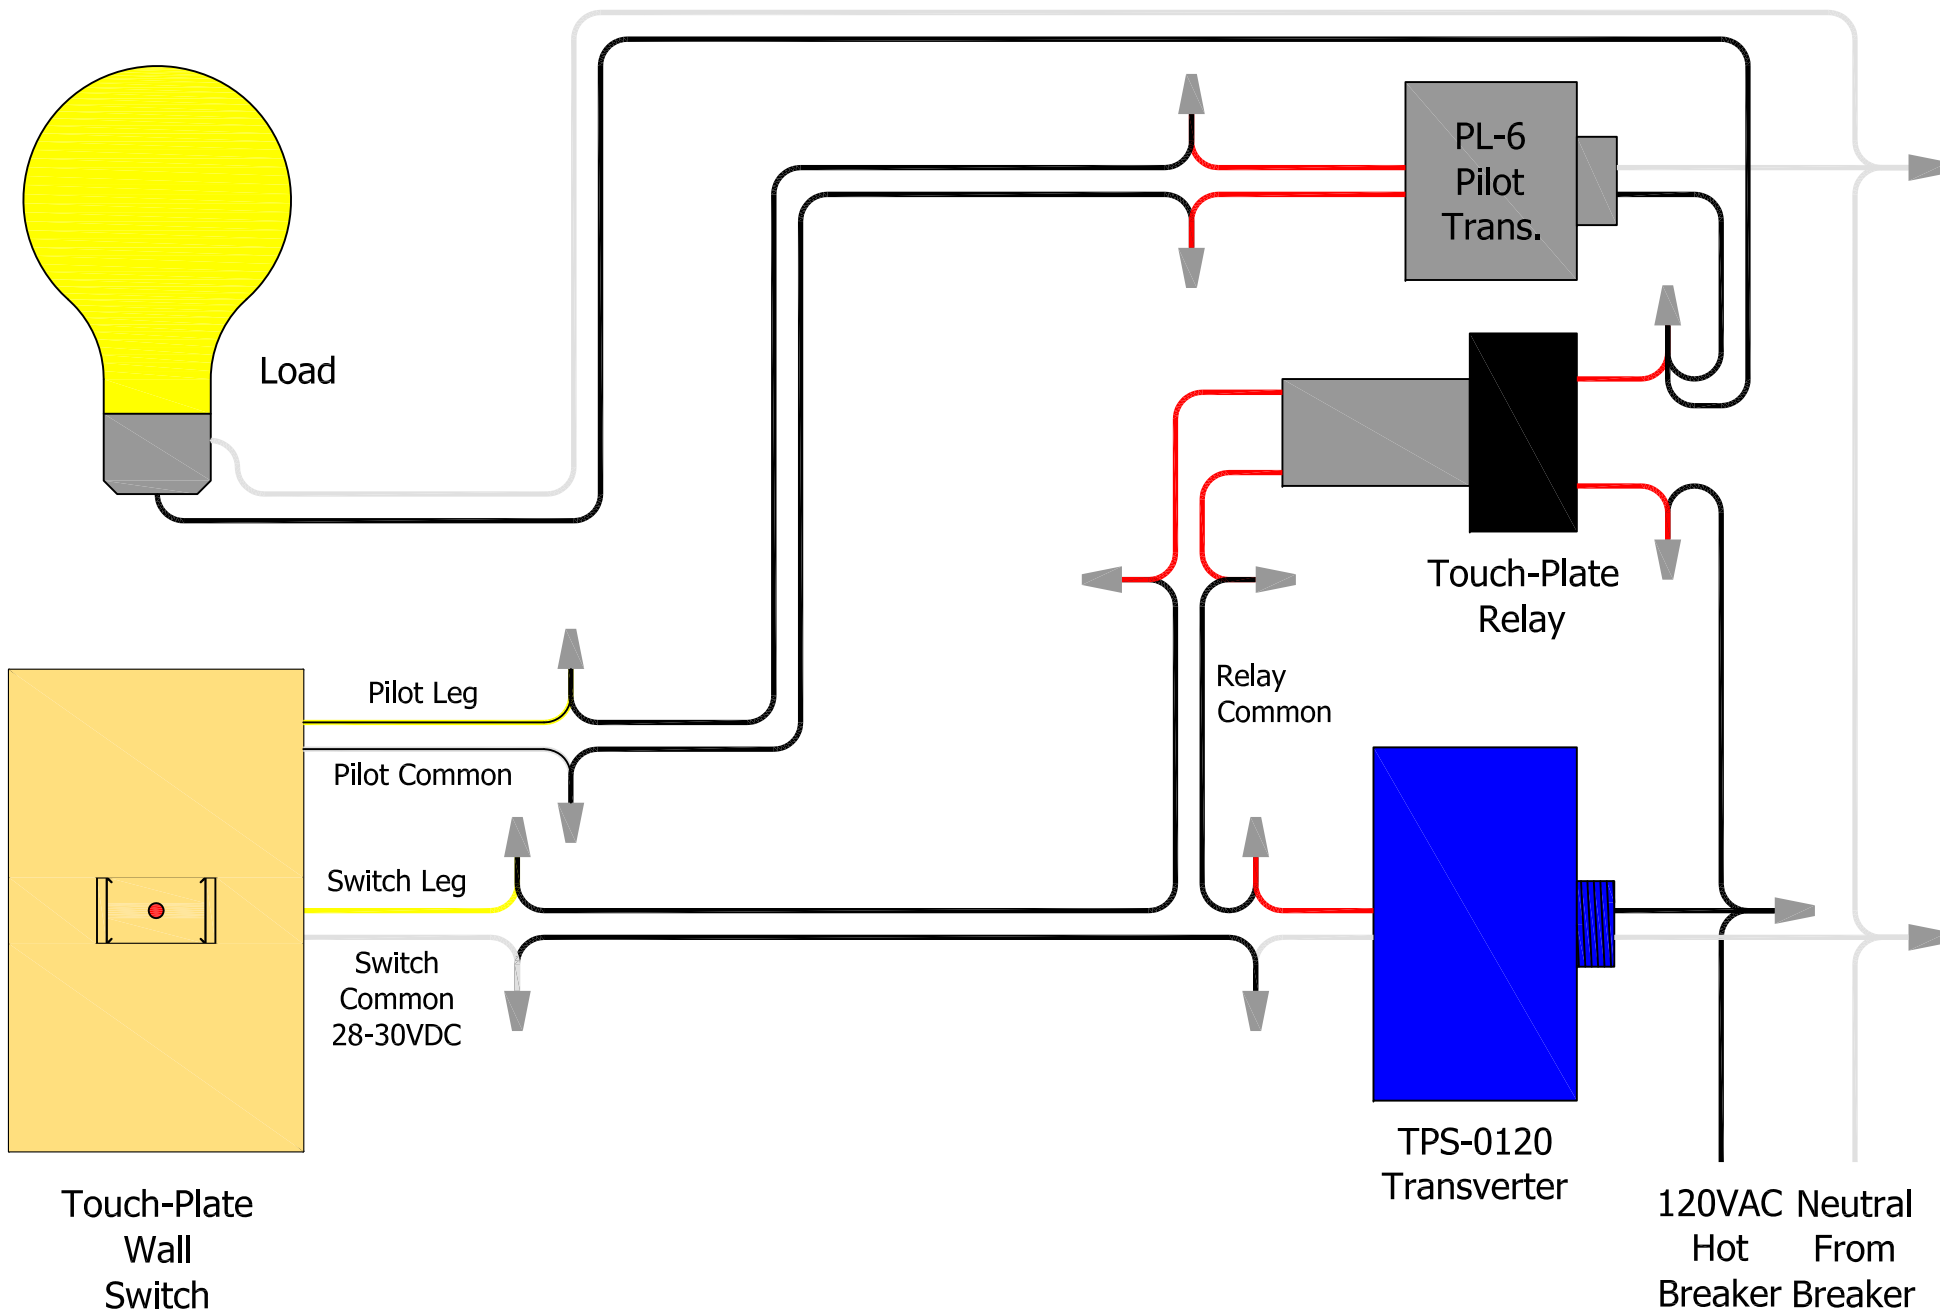 PL-6
Pilot
Trans.
Load
Touch-Plate
Relay
Pilot Leg
Relay
Common
Pilot Common
Switch Leg
Switch
Common
28-30VDC
TPS-0120
Transverter
Touch-Plate
Wall
Switch
120VAC
Hot
Breaker
Neutral
From
Breaker